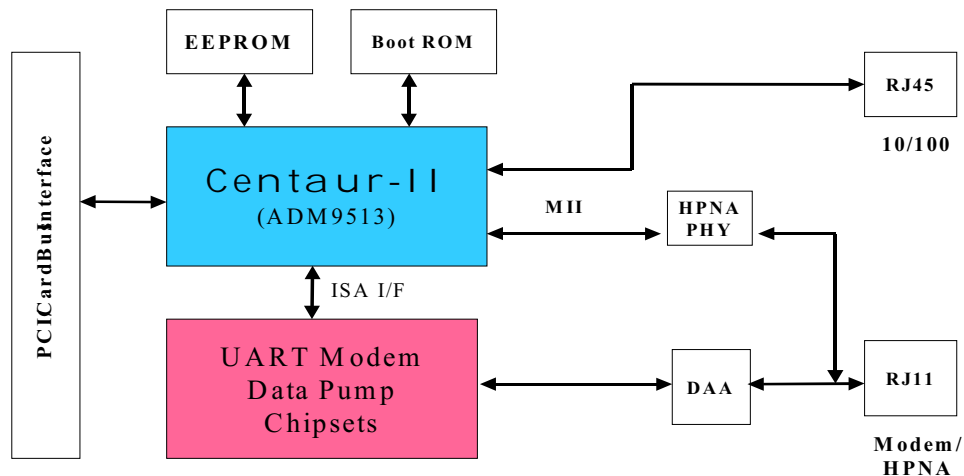 EEPROM
Boot ROM
RJ45
10/100
Centaur-II
(ADM9513)
MII
HPNA
PHY
ISA I/F
UART Modem
Data Pump
Chipsets
DAA
RJ11
Modem/
HPNA